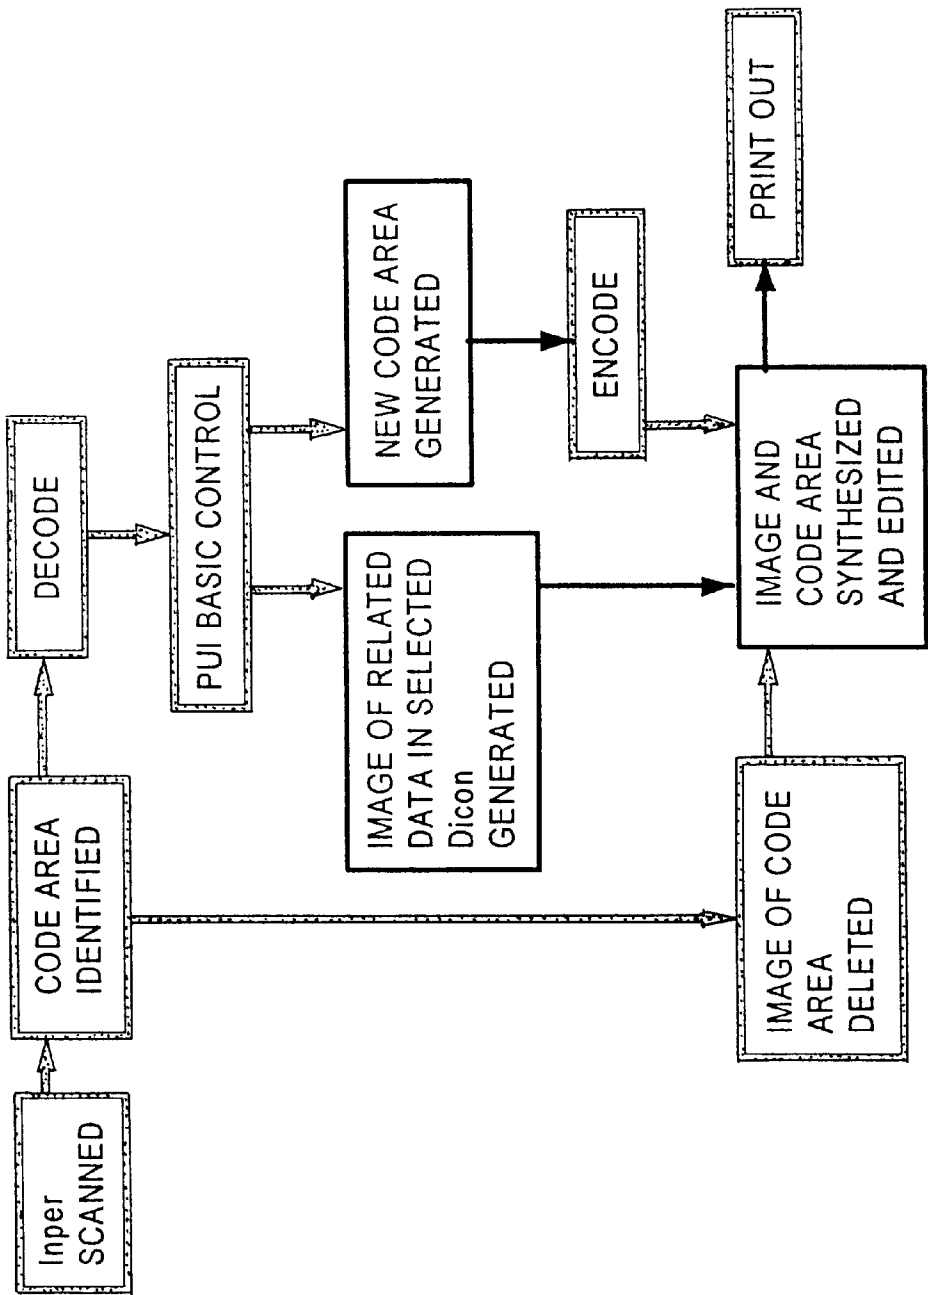 Inper
SCANNED
CODE AREA
IDENTIFIED
DECODE
PUI BASIC CONTROL
IMAGE OF RELATED
DATA IN SELECTED
Dicon
GENERATED
NEW CODE AREA
GENERATED
ENCODE
IMAGE OF CODE
AREA
DELETED
IMAGE AND
CODE AREA
SYNTHESIZED
AND EDITED
PRINT OUT